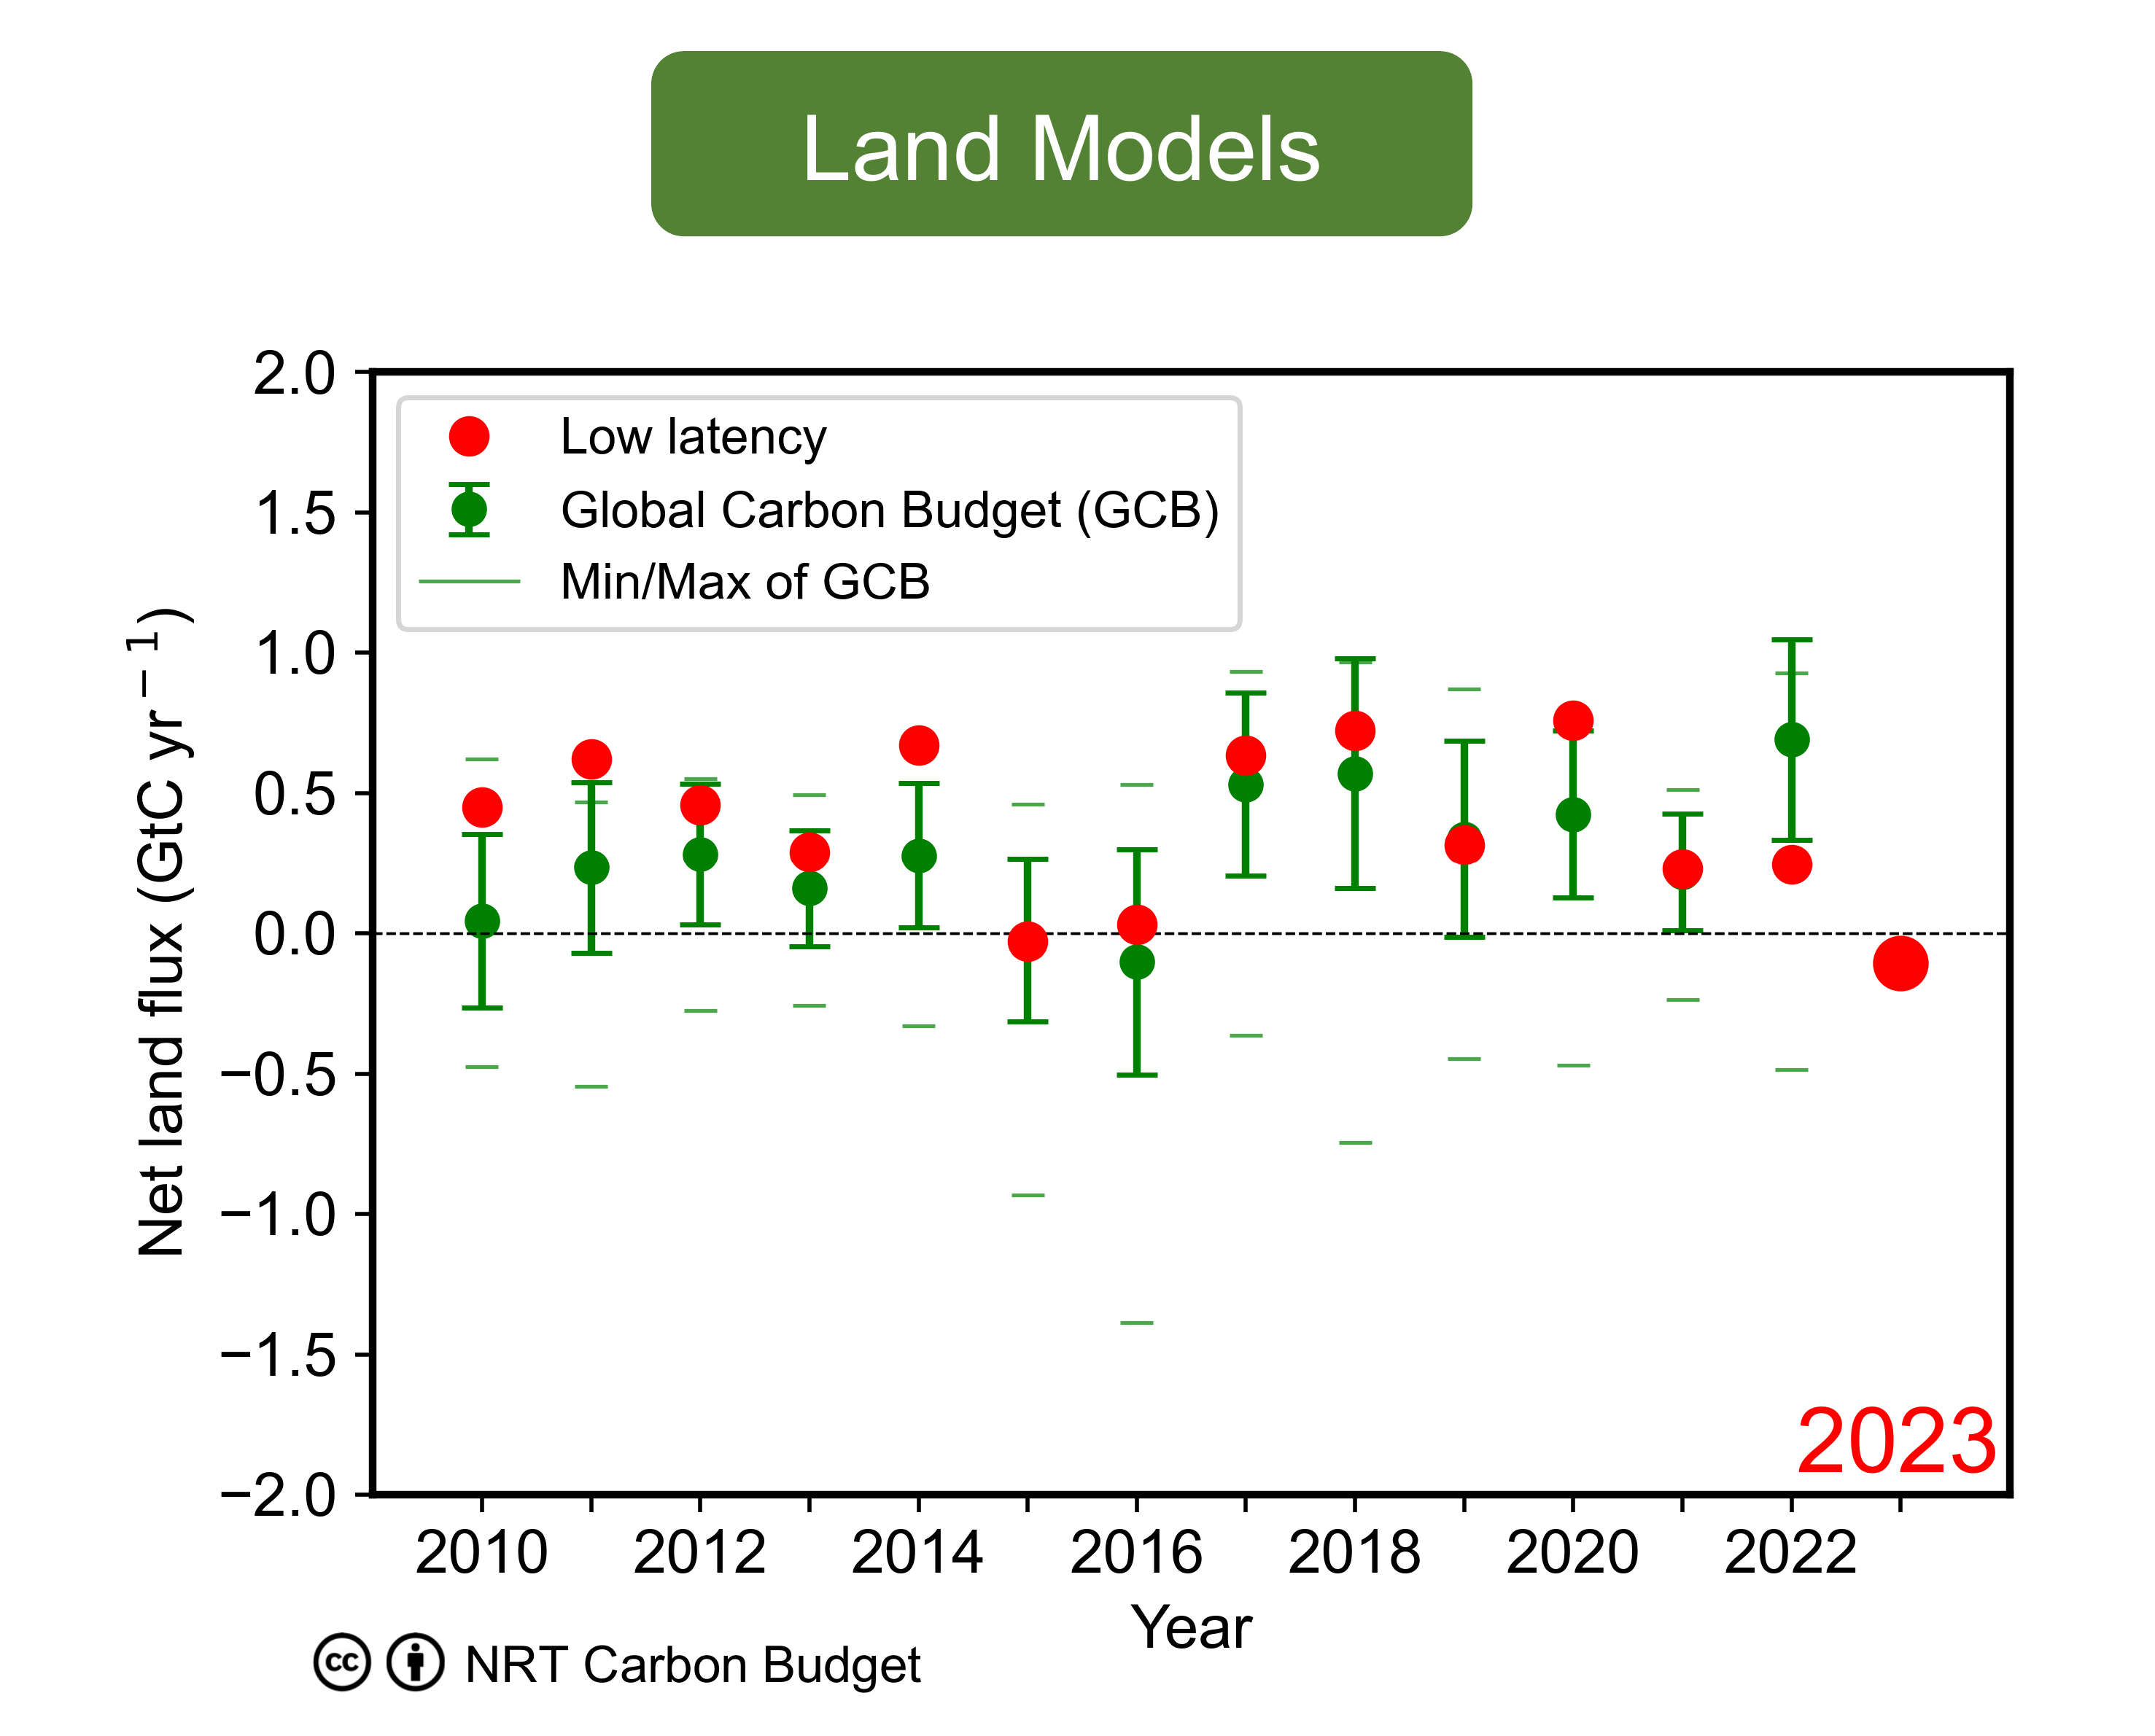 Land Models
2.0
1.5
1.0
0.5
0.0
−0.5
−1.0
−1.5
−2.0
Net land flux (GtC yr⁻¹)
Low latency
Global Carbon Budget (GCB)
Min/Max of GCB
2023
2010 2012 2014 2016 2018 2020 2022
Year
cc NRT Carbon Budget